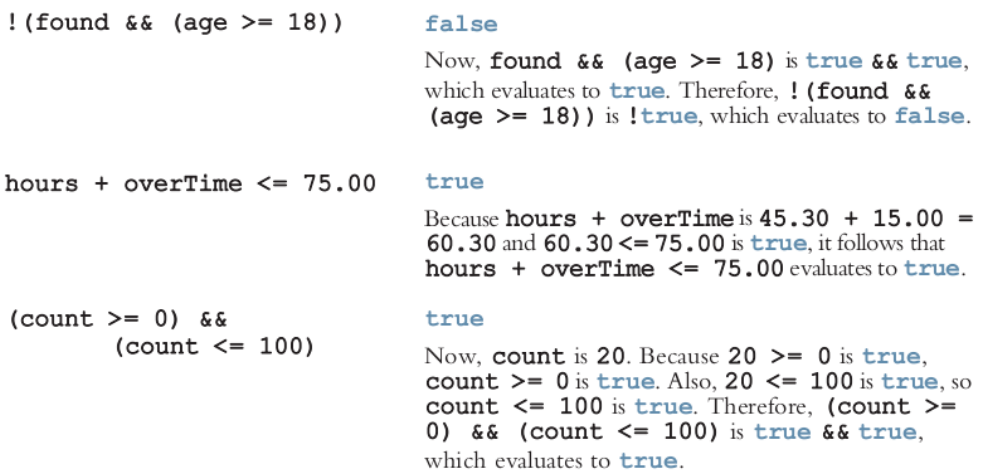 !(found && (age >= 18))
false
Now, found && (age >= 18) is true && true,
which evaluates to true. Therefore, !(found &&
(age >= 18)) is !true, which evaluates to false.
hours + overTime <= 75.00
true
Because hours + overTime is 45.30 + 15.00 =
60.30 and 60.30 <= 75.00 is true, it follows that
hours + overTime <= 75.00 evaluates to true.
(count >= 0) &&
(count <= 100)
true
Now, count is 20. Because 20 >= 0 is true,
count >= 0 is true. Also, 20 <= 100 is true, so
count <= 100 is true. Therefore, (count >=
0) && (count <= 100) is true && true,
which evaluates to true.